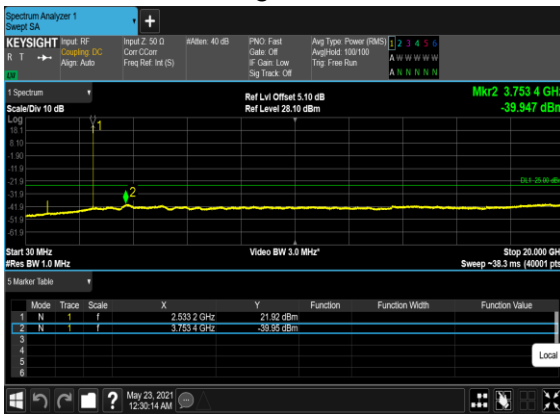 Spectrum Analyzer 1
Swept SA
+
KEYSIGHT Input: RF Input Z: 50 Ω #Atten: 40 dB PNO: Fast Avg Type: Power (RMS) 1 2 3 4 5 6
R T Coupling: DC Corr CCorr Gate: Off Avg|Hold: 100/100 A W W W W W
Align: Auto Freq Ref: Int (S) IF Gain: Low Trig: Free Run
Sig Track: Off A N N N N N
LVI
1 Spectrum Ref Lvl Offset 5.10 dB Mkr2 3.753 4 GHz
Scale/Div 10 dB Ref Level 28.10 dBm -39.947 dBm
Log
18.1
8.10
-1.90
-11.9
-21.9
-31.9
-41.9
-51.9
-61.9
1
2
DL1 -25.00 dBm
Start 30 MHz Video BW 3.0 MHz* Stop 20.000 GH
#Res BW 1.0 MHz Sweep ~38.3 ms (40001 pts
5 Marker Table
Mode Trace Scale X Y Function Function Width Function Value
1 N 1 f 2.533 2 GHz 21.92 dBm
2 N 1 f 3.753 4 GHz -39.95 dBm
3
4
5
6
Local
? May 23, 2021
12:30:14 AM